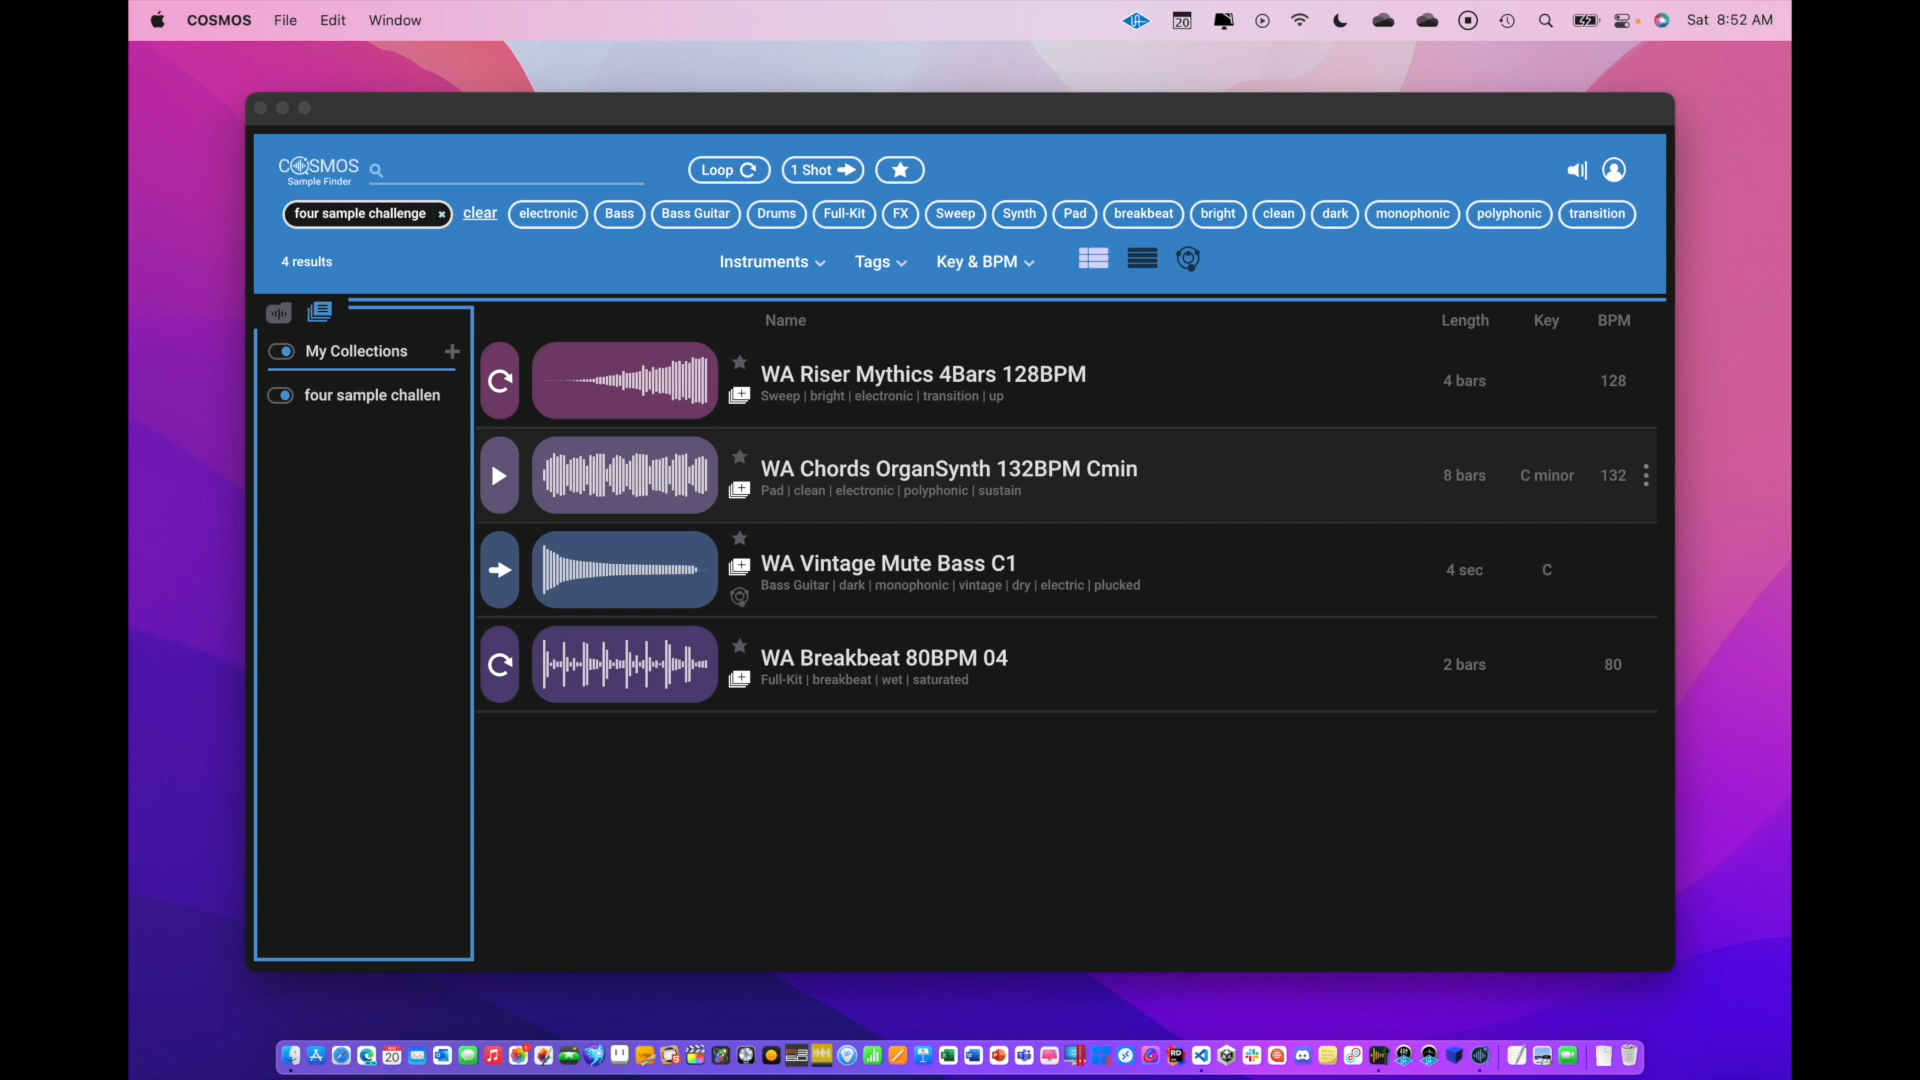 COSMOS File Edit Window
20
Sat 8:52 AM
COSMOS
Sample Finder
Loop
1 Shot
four sample challenge × clear electronic Bass Bass Guitar Drums Full-Kit FX Sweep Synth Pad breakbeat bright clean dark monophonic polyphonic transition
4 results
Instruments Tags Key & BPM
Name Length Key BPM
My Collections
four sample challen
WA Riser Mythics 4Bars 128BPM
Sweep | bright | electronic | transition | up
4 bars 128
WA Chords OrganSynth 132BPM Cmin
Pad | clean | electronic | polyphonic | sustain
8 bars C minor 132
WA Vintage Mute Bass C1
Bass Guitar | dark | monophonic | vintage | dry | electric | plucked
4 sec C
WA Breakbeat 80BPM 04
Full-Kit | breakbeat | wet | saturated
2 bars 80
20